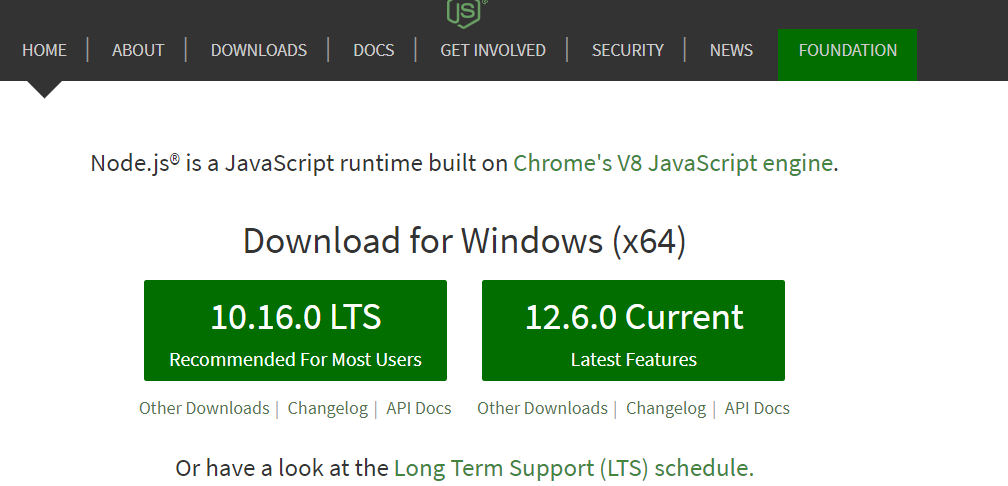 JS®
HOME | ABOUT | DOWNLOADS | DOCS | GET INVOLVED | SECURITY | NEWS FOUNDATION
Node.js® is a JavaScript runtime built on Chrome's V8 JavaScript engine.
Download for Windows (x64)
10.16.0 LTS 12.6.0 Current
Recommended For Most Users Latest Features
Other Downloads | Changelog | API Docs Other Downloads | Changelog | API Docs
Or have a look at the Long Term Support (LTS) schedule.